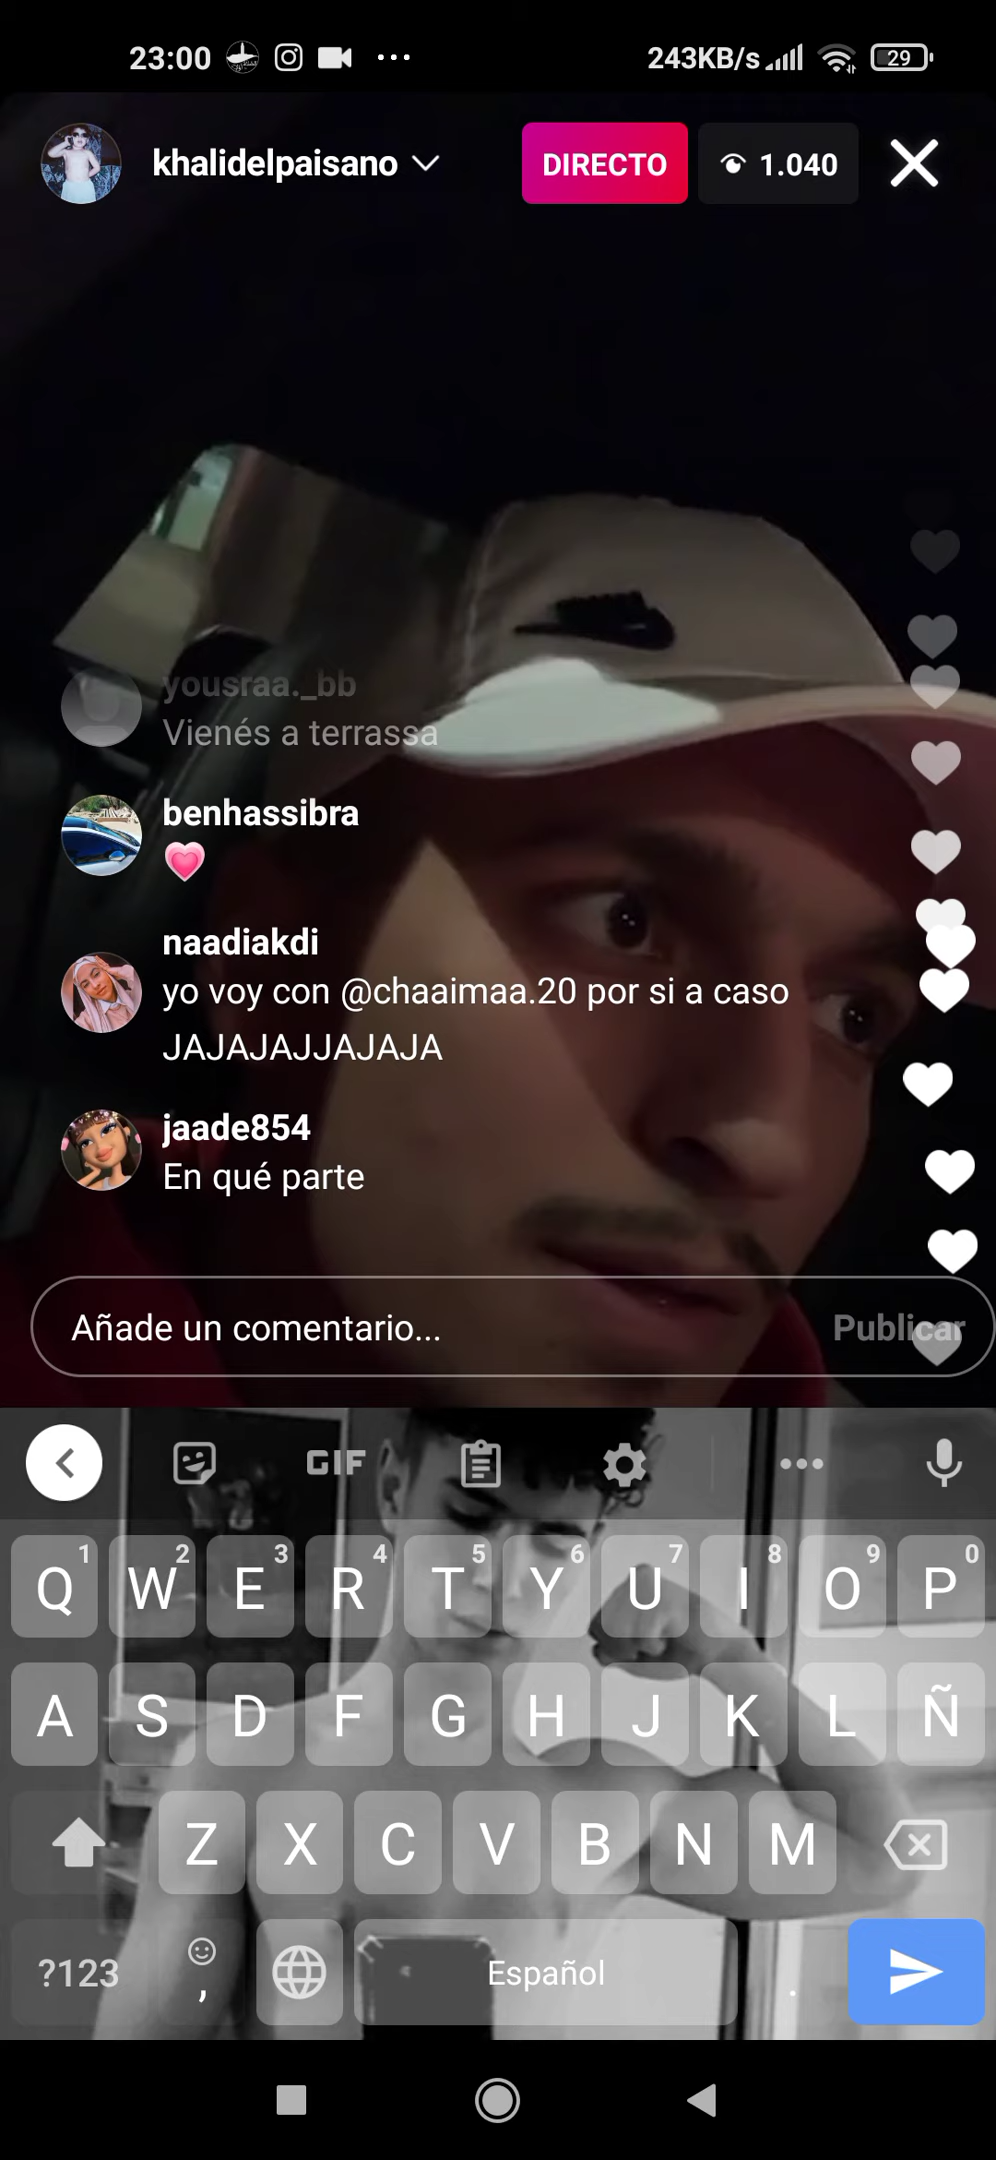 23:00
243KB/s
29
khalidelpaisano
DIRECTO
1.040
yousraa._bb
Vienés a terrassa
benhassibra
naadiakdi
yo voy con @chaaimaa.20 por si a caso
JAJAJAJJAJAJA
jaade854
En qué parte
Añade un comentario...
Publicar
GIF
1 2 3 4 5 6 7 8 9 0
Q W E R T Y U I O P
A S D F G H J K L Ñ
Z X C V B N M
?123 , Español .